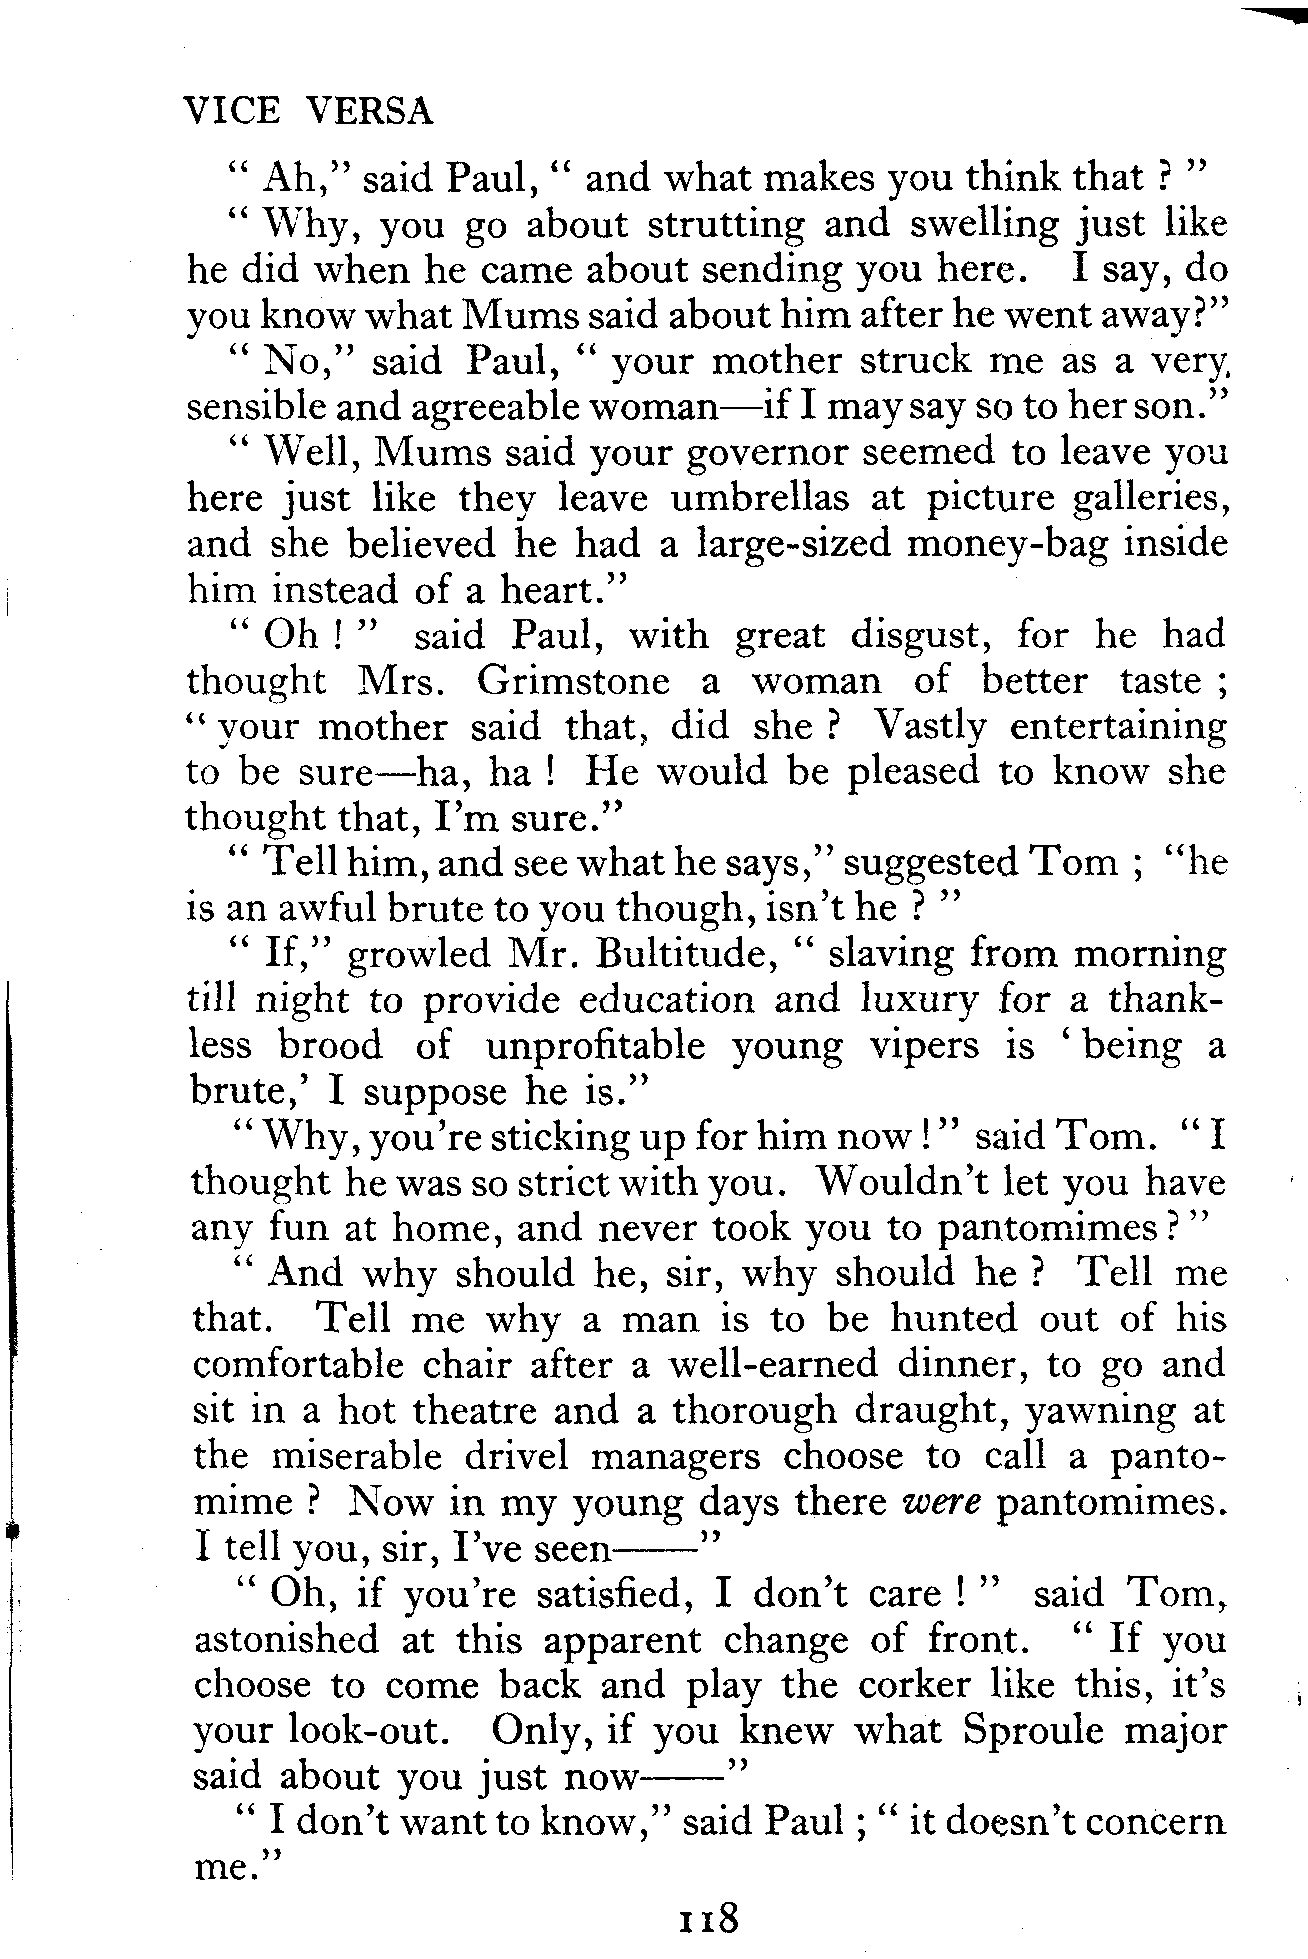 VICE VERSA
“ Ah,” said Paul, “ and what makes you think that ? ”
“ Why, you go about strutting and swelling just like
he did when he came about sending you here. I say, do
you know what Mums said about him after he went away?”
“ No,” said Paul, “ your mother struck me as a very,
sensible and agreeable woman—if I may say so to her son.”
“ Well, Mums said your governor seemed to leave you
here just like they leave umbrellas at picture galleries,
and she believed he had a large-sized money-bag inside
him instead of a heart.”
“ Oh ! ” said Paul, with great disgust, for he had
thought Mrs. Grimstone a woman of better taste ;
“ your mother said that, did she ? Vastly entertaining
to be sure—ha, ha ! He would be pleased to know she
thought that, I’m sure.”
“ Tell him, and see what he says,” suggested Tom ; “he
is an awful brute to you though, isn’t he ? ”
“ If,” growled Mr. Bultitude, “ slaving from morning
till night to provide education and luxury for a thank-
less brood of unprofitable young vipers is ‘ being a
brute,’ I suppose he is.”
“ Why, you’re sticking up for him now ! ” said Tom. “ I
thought he was so strict with you. Wouldn’t let you have
any fun at home, and never took you to pantomimes ? ”
“ And why should he, sir, why should he ? Tell me
that. Tell me why a man is to be hunted out of his
comfortable chair after a well-earned dinner, to go and
sit in a hot theatre and a thorough draught, yawning at
the miserable drivel managers choose to call a panto-
mime ? Now in my young days there were pantomimes.
I tell you, sir, I’ve seen——”
“ Oh, if you’re satisfied, I don’t care ! ” said Tom,
astonished at this apparent change of front. “ If you
choose to come back and play the corker like this, it’s
your look-out. Only, if you knew what Sproule major
said about you just now——”
“ I don’t want to know,” said Paul ; “ it doesn’t concern
me.”
118